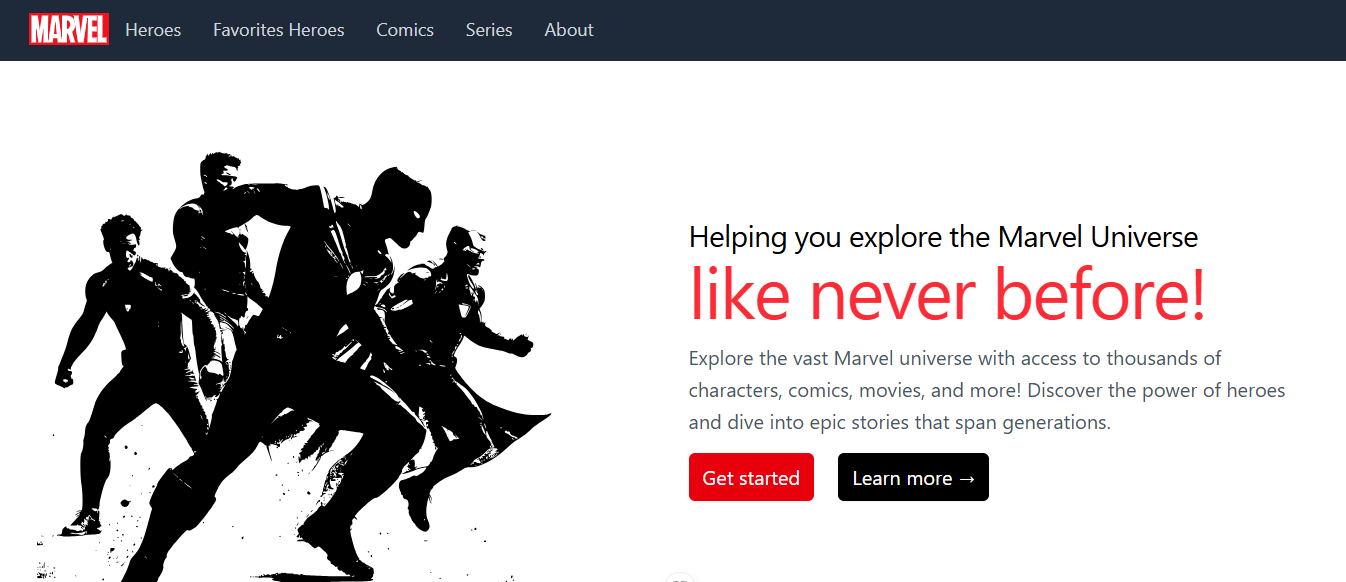 MARVEL Heroes Favorites Heroes Comics Series About
Helping you explore the Marvel Universe
like never before!
Explore the vast Marvel universe with access to thousands of
characters, comics, movies, and more! Discover the power of heroes
and dive into epic stories that span generations.
Get started Learn more →